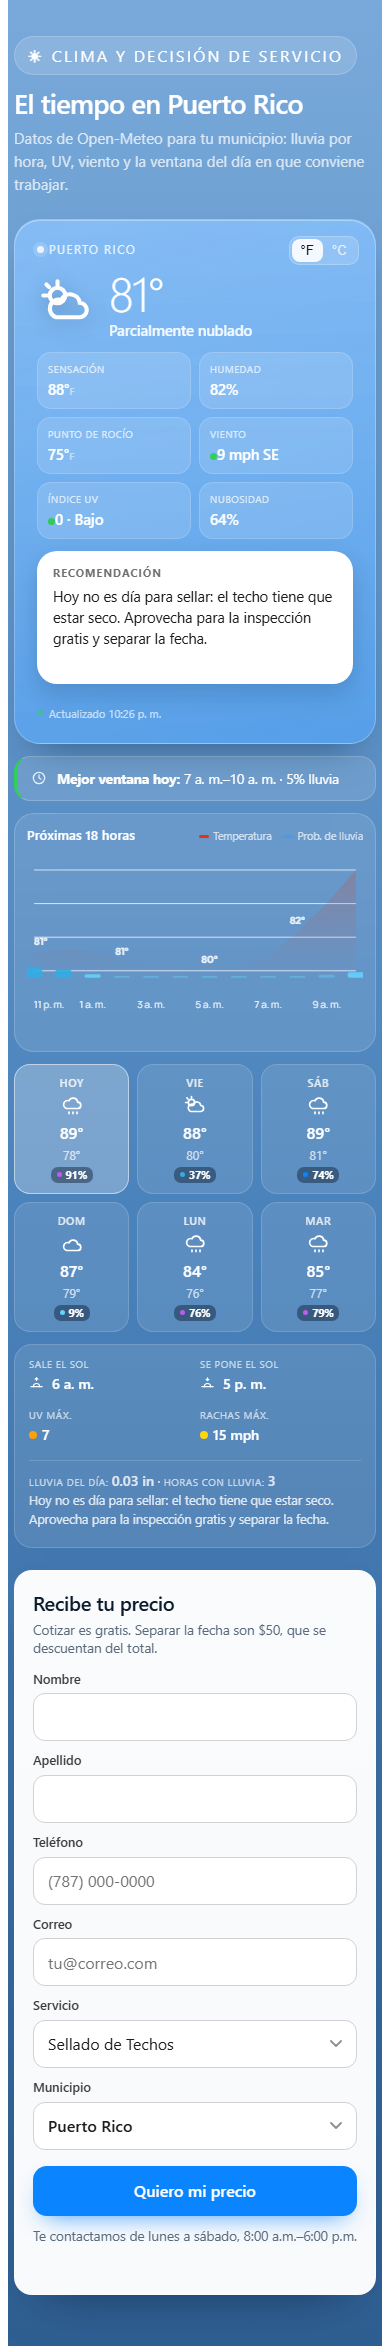 CLIMA Y DECISIÓN DE SERVICIO
El tiempo en Puerto Rico
Datos de Open-Meteo para tu municipio: lluvia por
hora, UV, viento y la ventana del día en que conviene
trabajar.
PUERTO RICO
°F °C
81°
Parcialmente nublado
SENSACIÓN
88°F
HUMEDAD
82%
PUNTO DE ROCÍO
75°F
VIENTO
9 mph SE
ÍNDICE UV
0 · Bajo
NUBOSIDAD
64%
RECOMENDACIÓN
Hoy no es día para sellar: el techo tiene que
estar seco. Aprovecha para la inspección
gratis y separar la fecha.
Actualizado 10:26 p. m.
Mejor ventana hoy: 7 a. m.–10 a. m. · 5% lluvia
Próximas 18 horas
Temperatura Prob. de lluvia
81° 81° 80° 82°
11 p. m. 1 a. m. 3 a. m. 5 a. m. 7 a. m. 9 a. m.
HOY
89°
78°
91%
VIE
88°
80°
37%
SÁB
89°
81°
74%
DOM
87°
79°
9%
LUN
84°
76°
76%
MAR
85°
77°
79%
SALE EL SOL
6 a. m.
SE PONE EL SOL
5 p. m.
UV MÁX.
7
RACHAS MÁX.
15 mph
LLUVIA DEL DÍA: 0.03 in · HORAS CON LLUVIA: 3
Hoy no es día para sellar: el techo tiene que estar seco.
Aprovecha para la inspección gratis y separar la fecha.
Recibe tu precio
Cotizar es gratis. Separar la fecha son $50, que se
descuentan del total.
Nombre
Apellido
Teléfono
(787) 000-0000
Correo
tu@correo.com
Servicio
Sellado de Techos
Municipio
Puerto Rico
Quiero mi precio
Te contactamos de lunes a sábado, 8:00 a.m.–6:00 p.m.